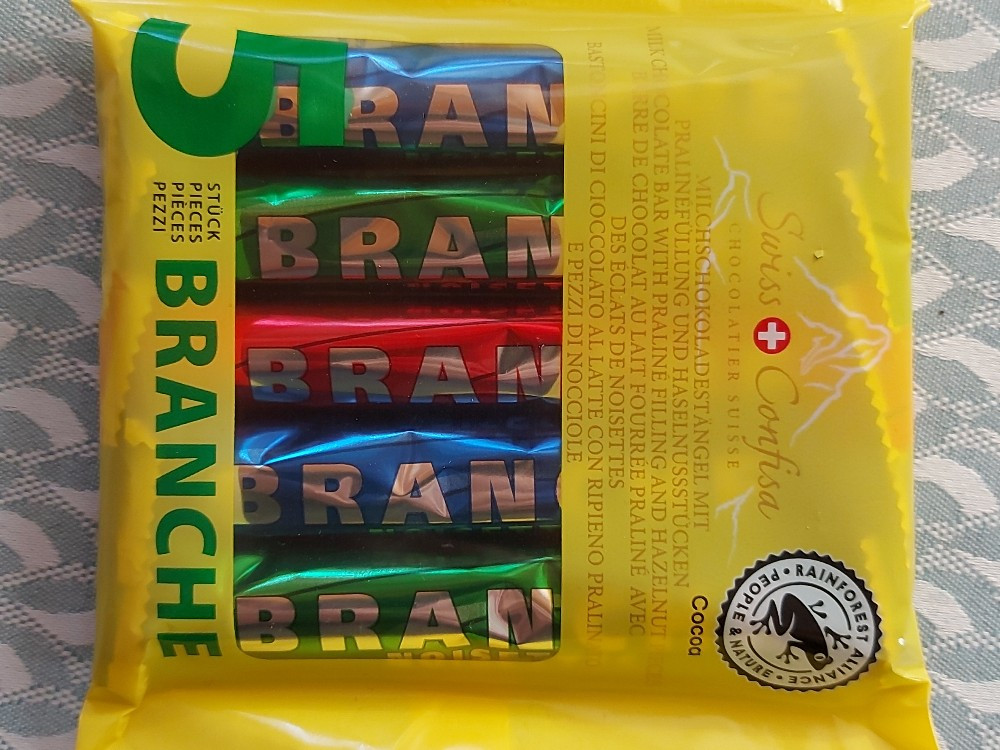 Swiss Confisa
CHOCOLATIER SUISSE
MILCHSCHOKOLADESTÄNGEL MIT
PRALINEFÜLLUNG UND HASELNUSSSTÜCKEN
MILK CHOCOLATE BAR WITH PRALINE FILLING AND HAZELNUT
BARRE DE CHOCOLAT AU LAIT FOURRÉE PRALINÉ AVEC
DES ÉCLATS DE NOISETTES
BASTONCINI DI CIOCCOLATO AL LATTE CON RIPIENO PRALIN
E PEZZI DI NOCCIOLE
Cocoa
PEOPLE & NATURE • RAINFOREST ALLIANCE •
BRAN
BRAN
BRAN
BRAN
BRAN
5
STÜCK
PIECES
PIÈCES
PEZZI
BRANCHE